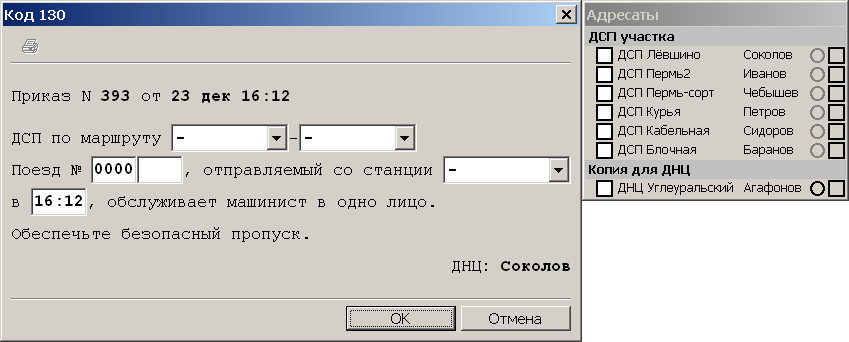 Код 130
Приказ N 393 от 23 дек 16:12
ДСП по маршруту - - -
Поезд № 0000 , отправляемый со станции -
в 16:12, обслуживает машинист в одно лицо.
Обеспечьте безопасный пропуск.
ДНЦ: Соколов
OK Отмена
Адресаты
ДСП участка
ДСП Лёвшино Соколов
ДСП Пермь2 Иванов
ДСП Пермь-сорт Чебышев
ДСП Курья Петров
ДСП Кабельная Сидоров
ДСП Блочная Баранов
Копия для ДНЦ
ДНЦ Углеуральский Агафонов